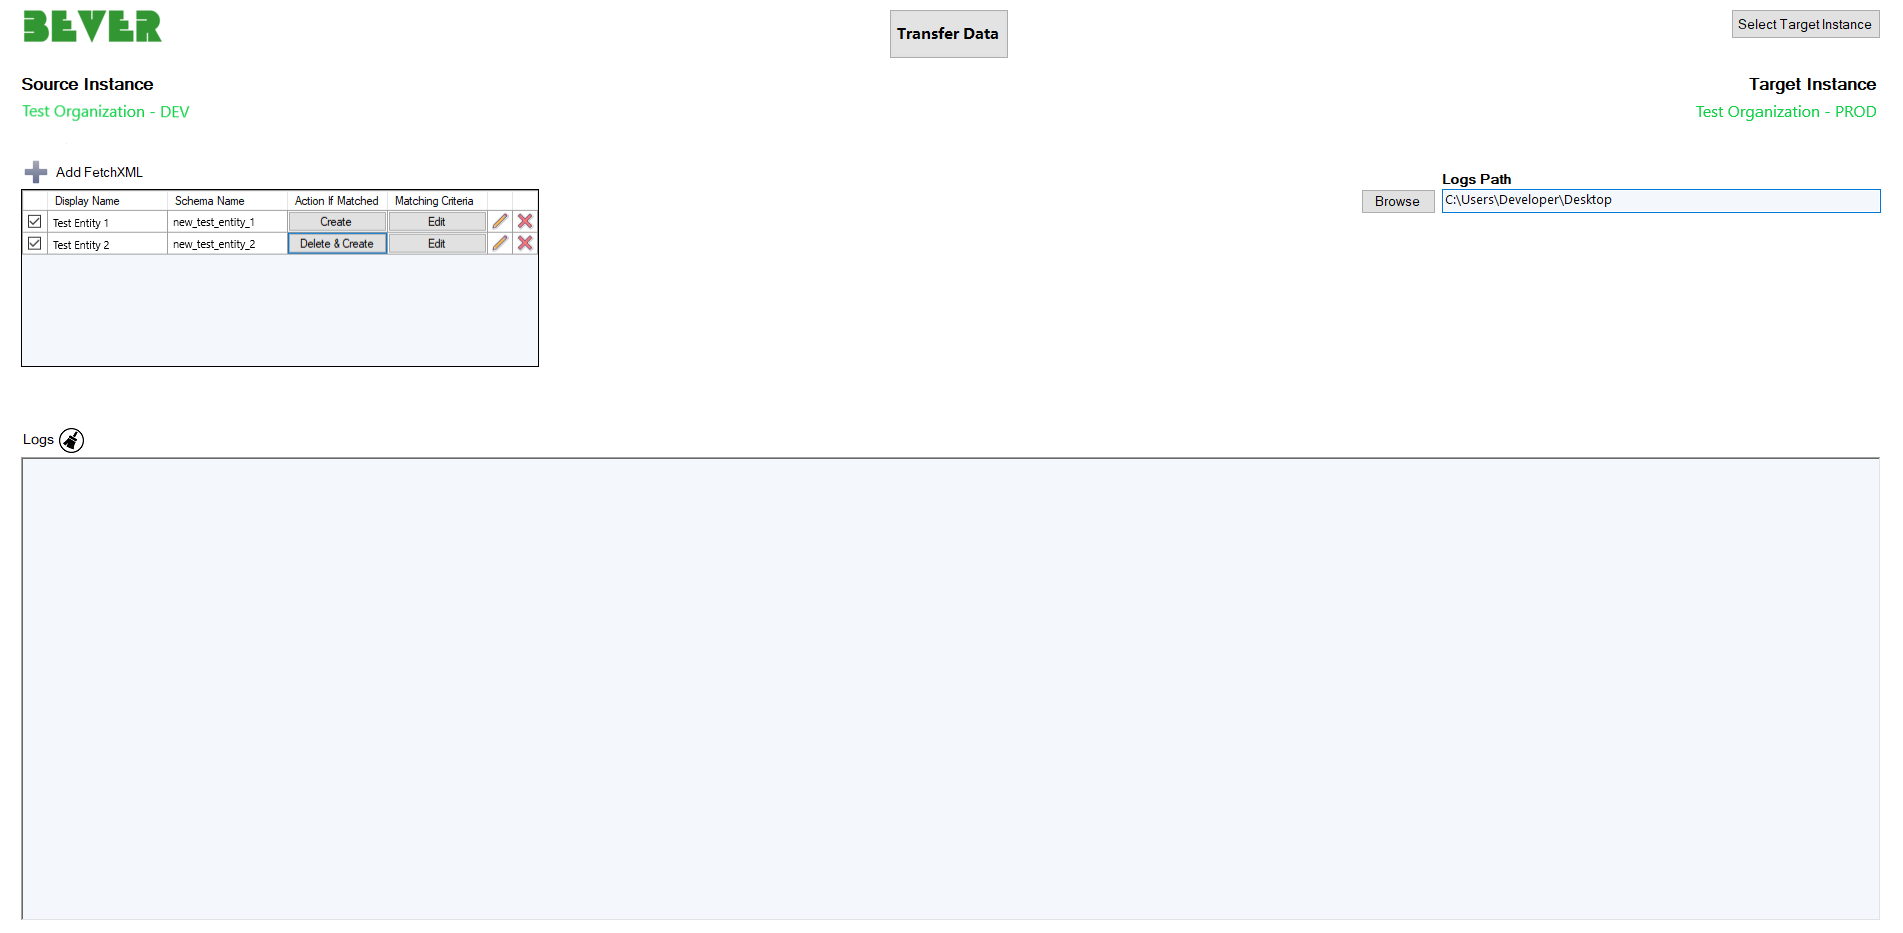 BEVER
Transfer Data
Select Target Instance
Source Instance
Target Instance
Test Organization - DEV
Test Organization - PROD
Add FetchXML
Logs Path
Browse
C:\Users\Developer\Desktop
Display Name Schema Name Action If Matched Matching Criteria
Test Entity 1 new_test_entity_1 Create Edit
Test Entity 2 new_test_entity_2 Delete & Create Edit
Logs